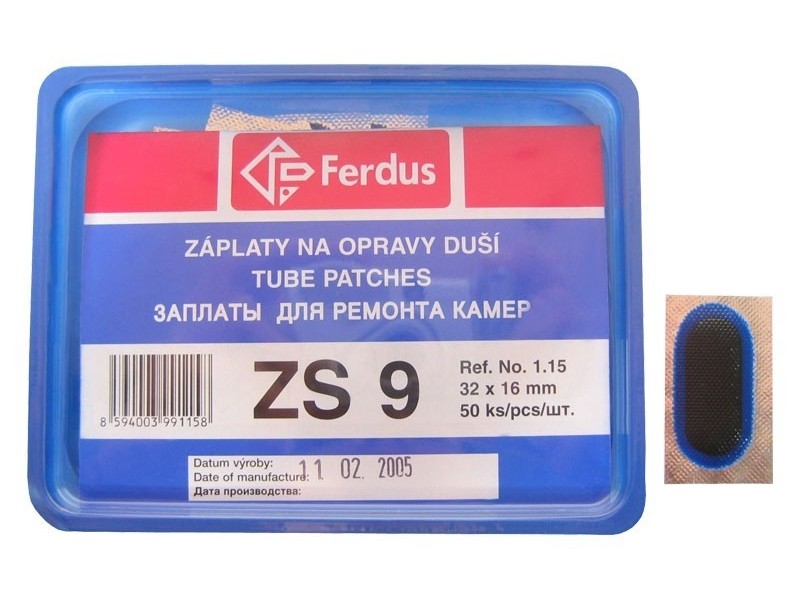 Ferdus
ZÁPLATY NA OPRAVY DUŠÍ
TUBE PATCHES
ЗАПЛАТЫ ДЛЯ РЕМОНТА КАМЕР
ZS 9
Ref. No. 1.15
32 x 16 mm
50 ks/pcs/шт.
8 594003 991158
Datum výroby:
Date of manufacture: 11 02. 2005
Дата производства: